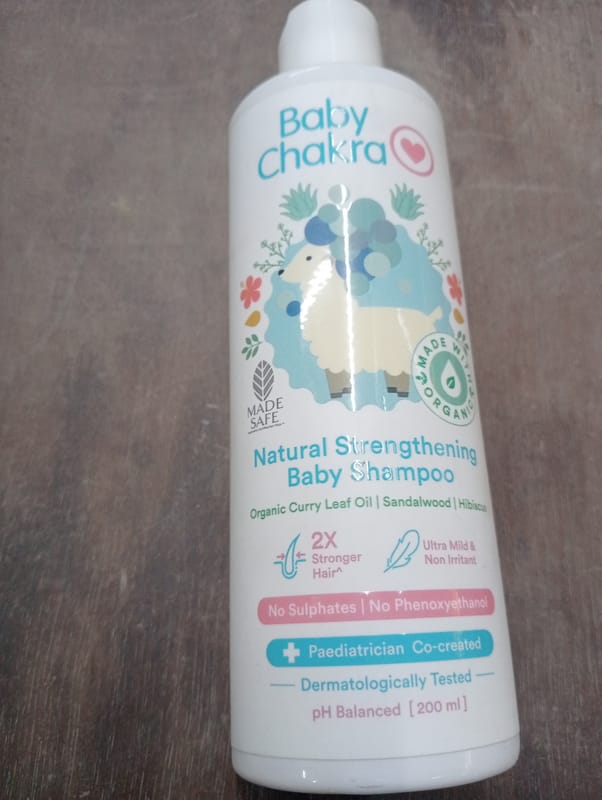 Baby
Chakra
MADE WITH
ORGANIC
MADE
SAFE
Natural Strengthening
Baby Shampoo
Organic Curry Leaf Oil | Sandalwood | Hibiscus
2X
Stronger
Hair^
Ultra Mild &
Non Irritant
No Sulphates | No Phenoxyethanol
Paediatrician Co-created
Dermatologically Tested
pH Balanced [200 ml]